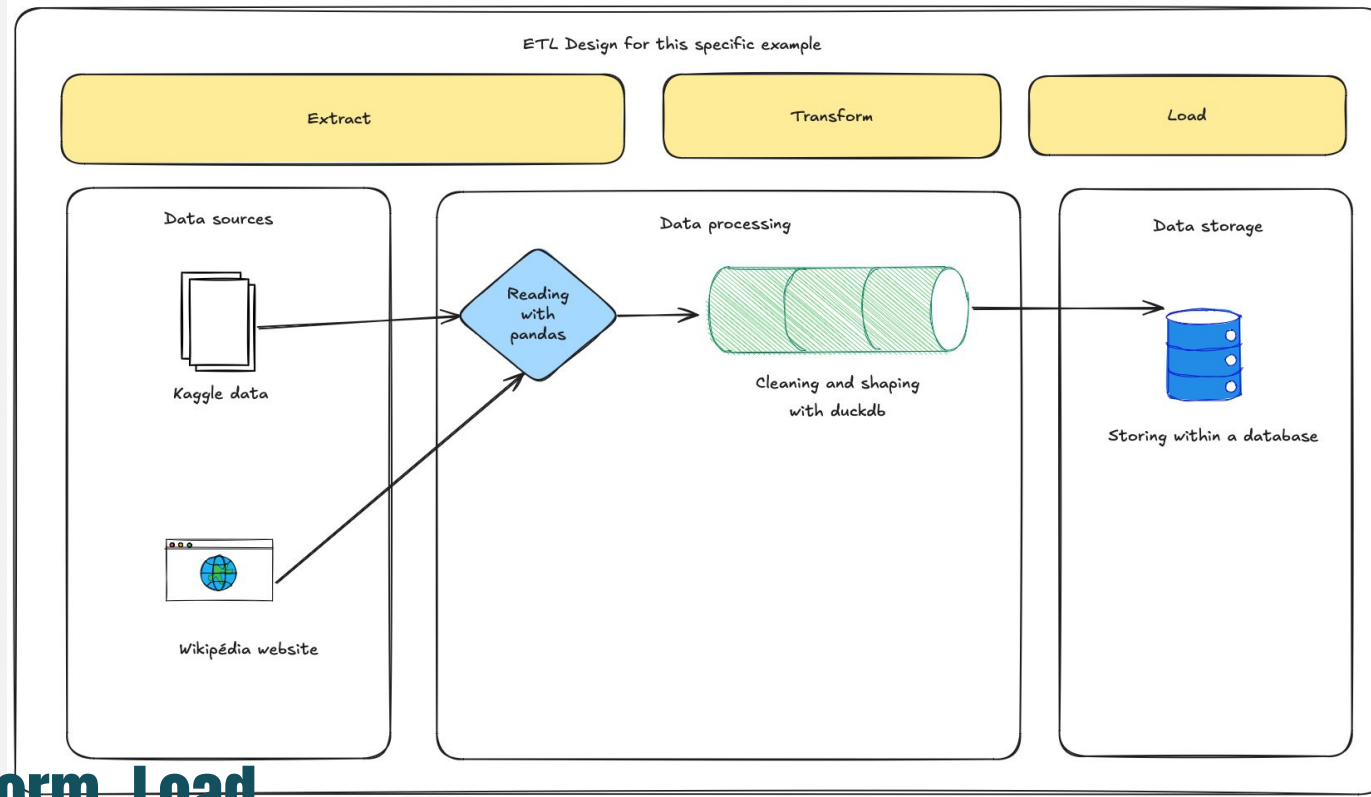 ETL Design for this specific example
Extract
Transform
Load
Data sources
Data processing
Data storage
Reading
with
pandas
Kaggle data
Cleaning and shaping
with duckdb
Storing within a database
Wikipédia website
Load